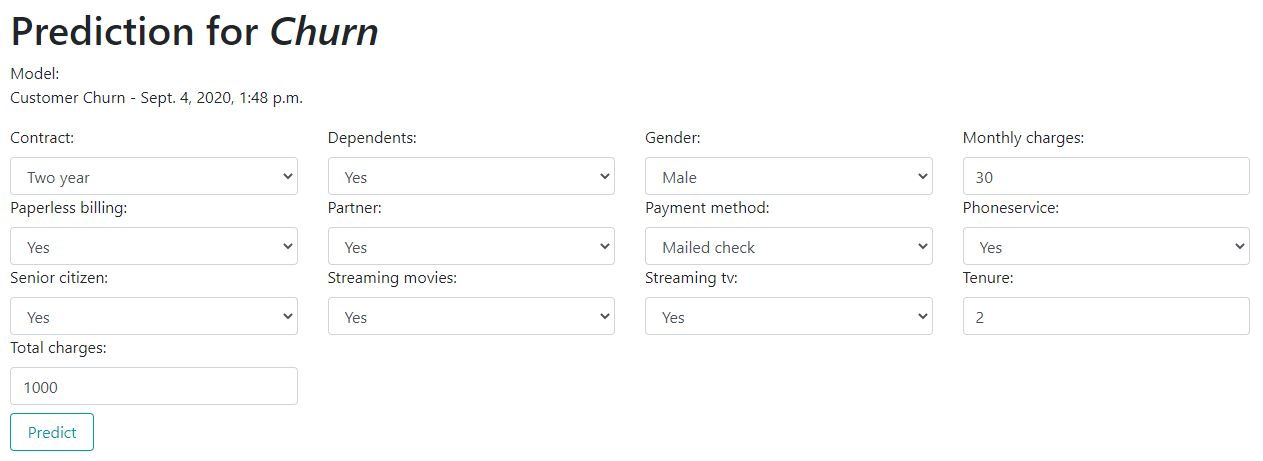 Prediction for Churn
Model:
Customer Churn - Sept. 4, 2020, 1:48 p.m.
Contract: Dependents: Gender: Monthly charges:
Two year Yes Male 30
Paperless billing: Partner: Payment method: Phoneservice:
Yes Yes Mailed check Yes
Senior citizen: Streaming movies: Streaming tv: Tenure:
Yes Yes Yes 2
Total charges:
1000
Predict